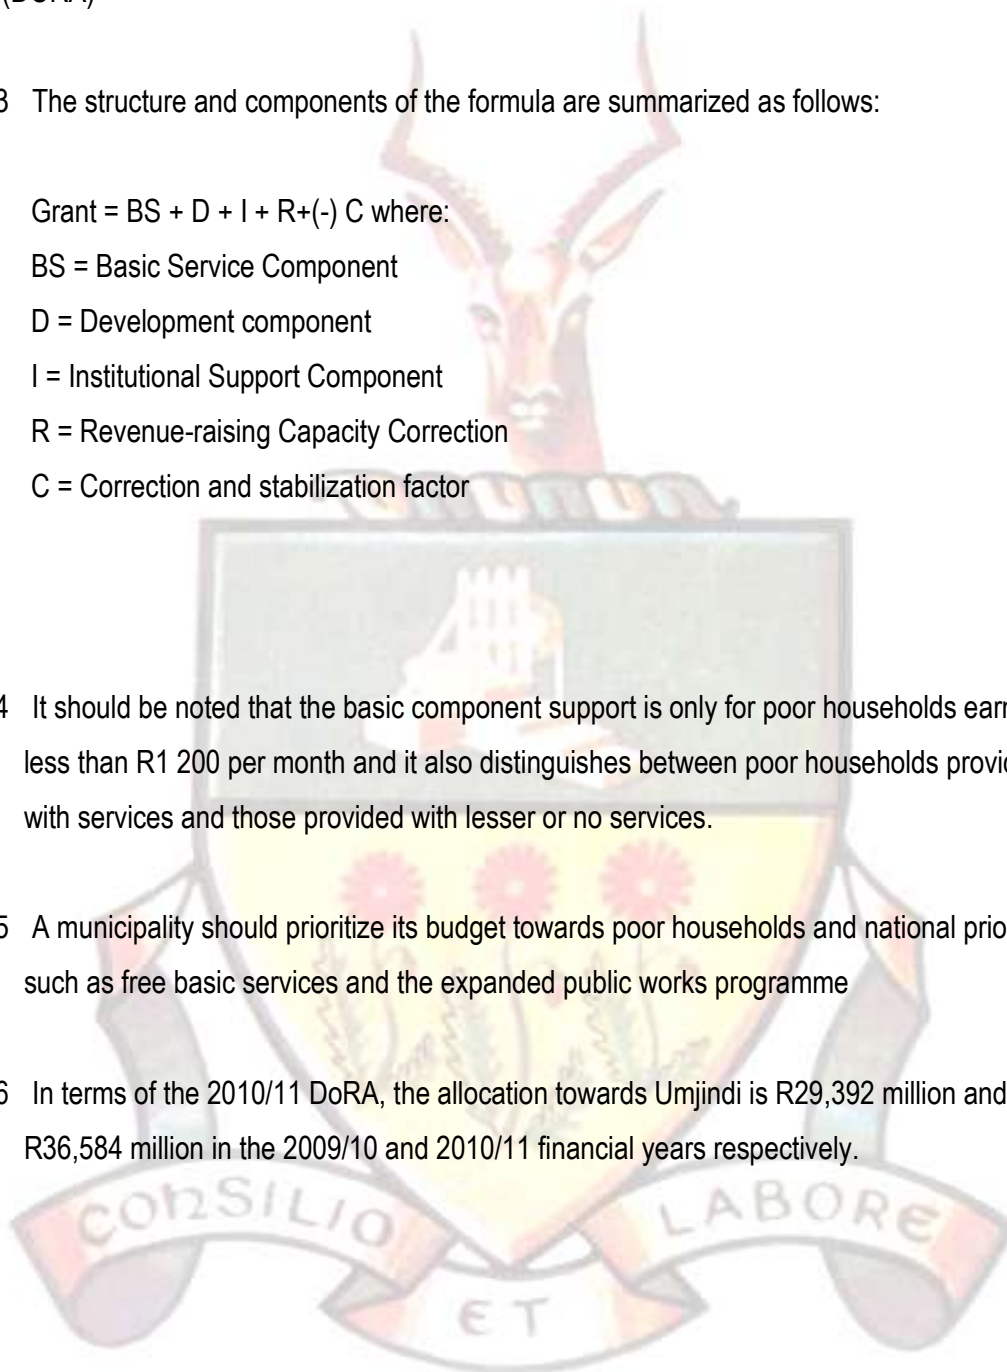 (DORA)
3 The structure and components of the formula are summarized as follows:
Grant = BS + D + I + R+(-) C where:
BS = Basic Service Component
D = Development component
I = Institutional Support Component
R = Revenue-raising Capacity Correction
C = Correction and stabilization factor
4 It should be noted that the basic component support is only for poor households earn
less than R1 200 per month and it also distinguishes between poor households provid
with services and those provided with lesser or no services.
5 A municipality should prioritize its budget towards poor households and national prio
such as free basic services and the expanded public works programme
6 In terms of the 2010/11 DoRA, the allocation towards Umjindi is R29,392 million and
R36,584 million in the 2009/10 and 2010/11 financial years respectively.
CONSILIO LABORE
ET